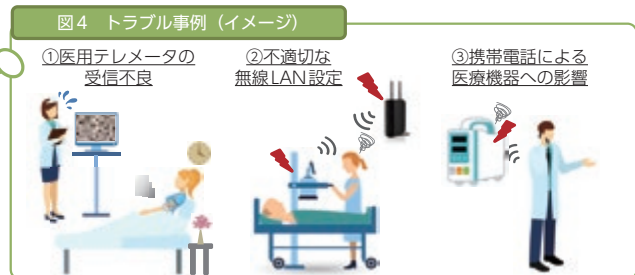 図4 トラブル事例（イメージ）
①医用テレメータの
受信不良
②不適切な
無線LAN設定
③携帯電話による
医療機器への影響